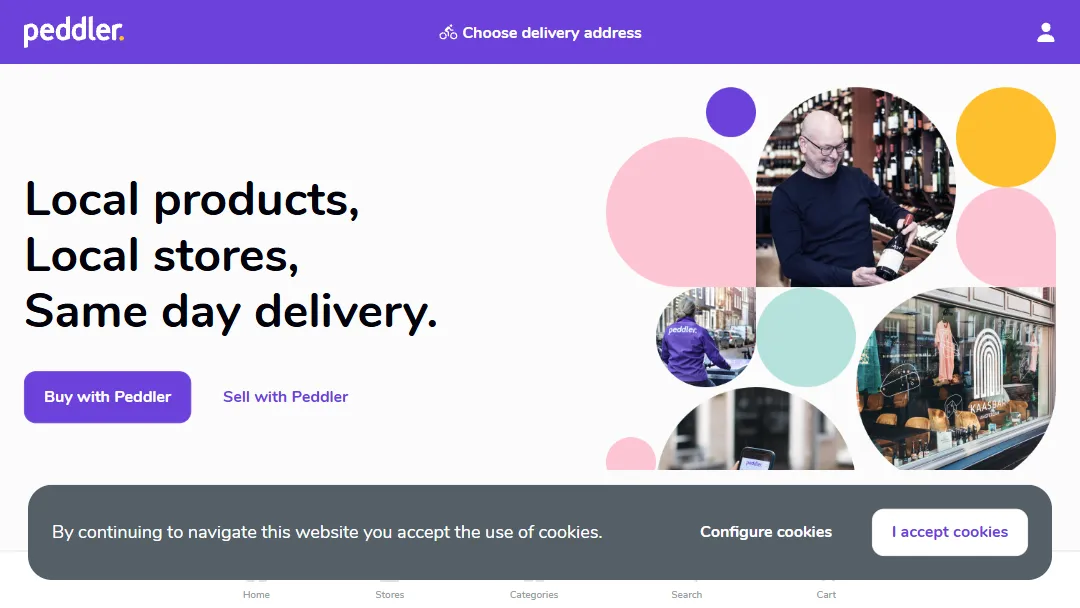 peddler.
Choose delivery address
Local products,
Local stores,
Same day delivery.
Buy with Peddler
Sell with Peddler
peddler.
KAASBAR
peddler.
By continuing to navigate this website you accept the use of cookies.
Configure cookies
I accept cookies
Home
Stores
Categories
Search
Cart